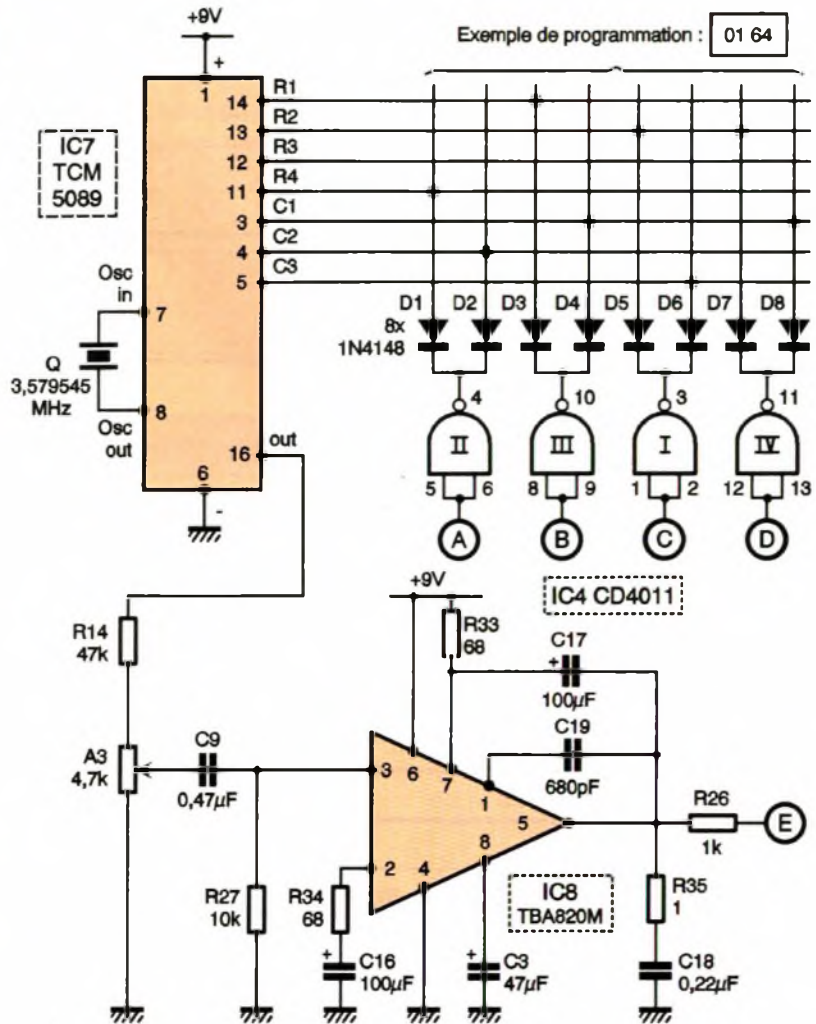 +9V
Exemple de programmation : 01 64
+
1
14 R1
13 R2
12 R3
11 R4
3 C1
4 C2
5 C3
IC7
TCM
5089
Osc
in
7
Q
3,579545
MHz
8
Osc
out
16 out
6
-
D1 D2 D3 D4 D5 D6 D7 D8
8x
1N4148
4 10 3 11
II III I IV
5 6 8 9 1 2 12 13
A B C D
IC4 CD4011
+9V
R14
47k
R33
68
C17
+
100µF
A3
4,7k
C9
0,47µF
C19
680pF
3 6 7 1
5
R26
1k
E
2 4 8
R27
10k
R34
68
IC8
TBA820M
R35
1
+
C16
100µF
+
C3
47µF
C18
0,22µF